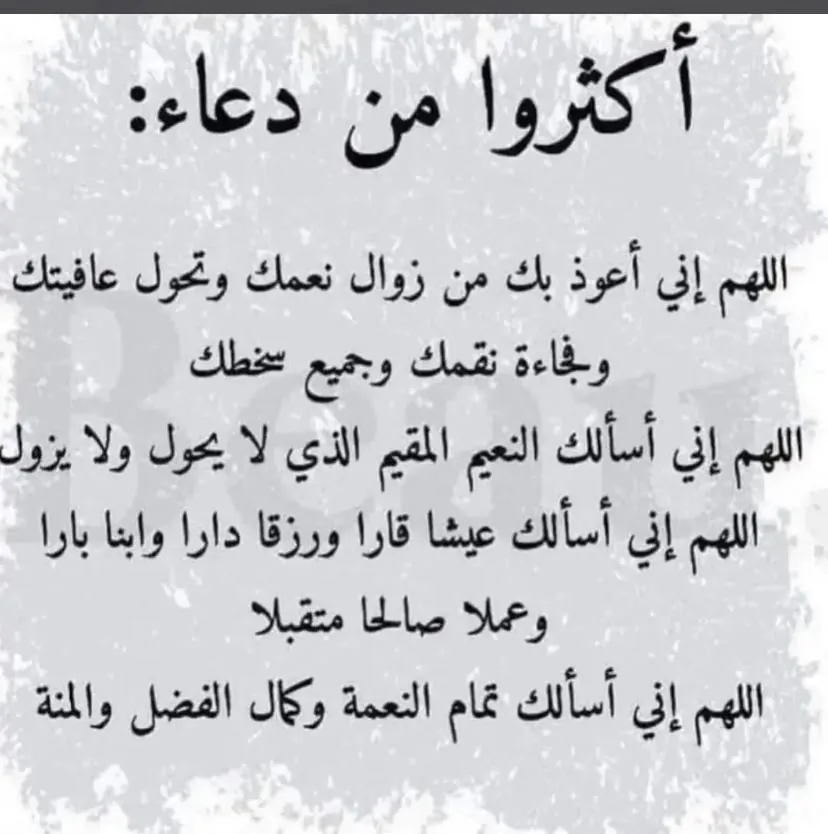 أكثروا من دعاء:
اللهم إني أعوذ بك من زوال نعمك وتحول عافيتك
وفجاءة نقمك وجميع سخطك
اللهم إني أسألك النعيم المقيم الذي لا يحول ولا يزول
اللهم إني أسألك عيشا قارا ورزقا دارا وابنا بارا
وعملا صالحا متقبلا
اللهم إني أسألك تمام النعمة وكمال الفضل والمنة